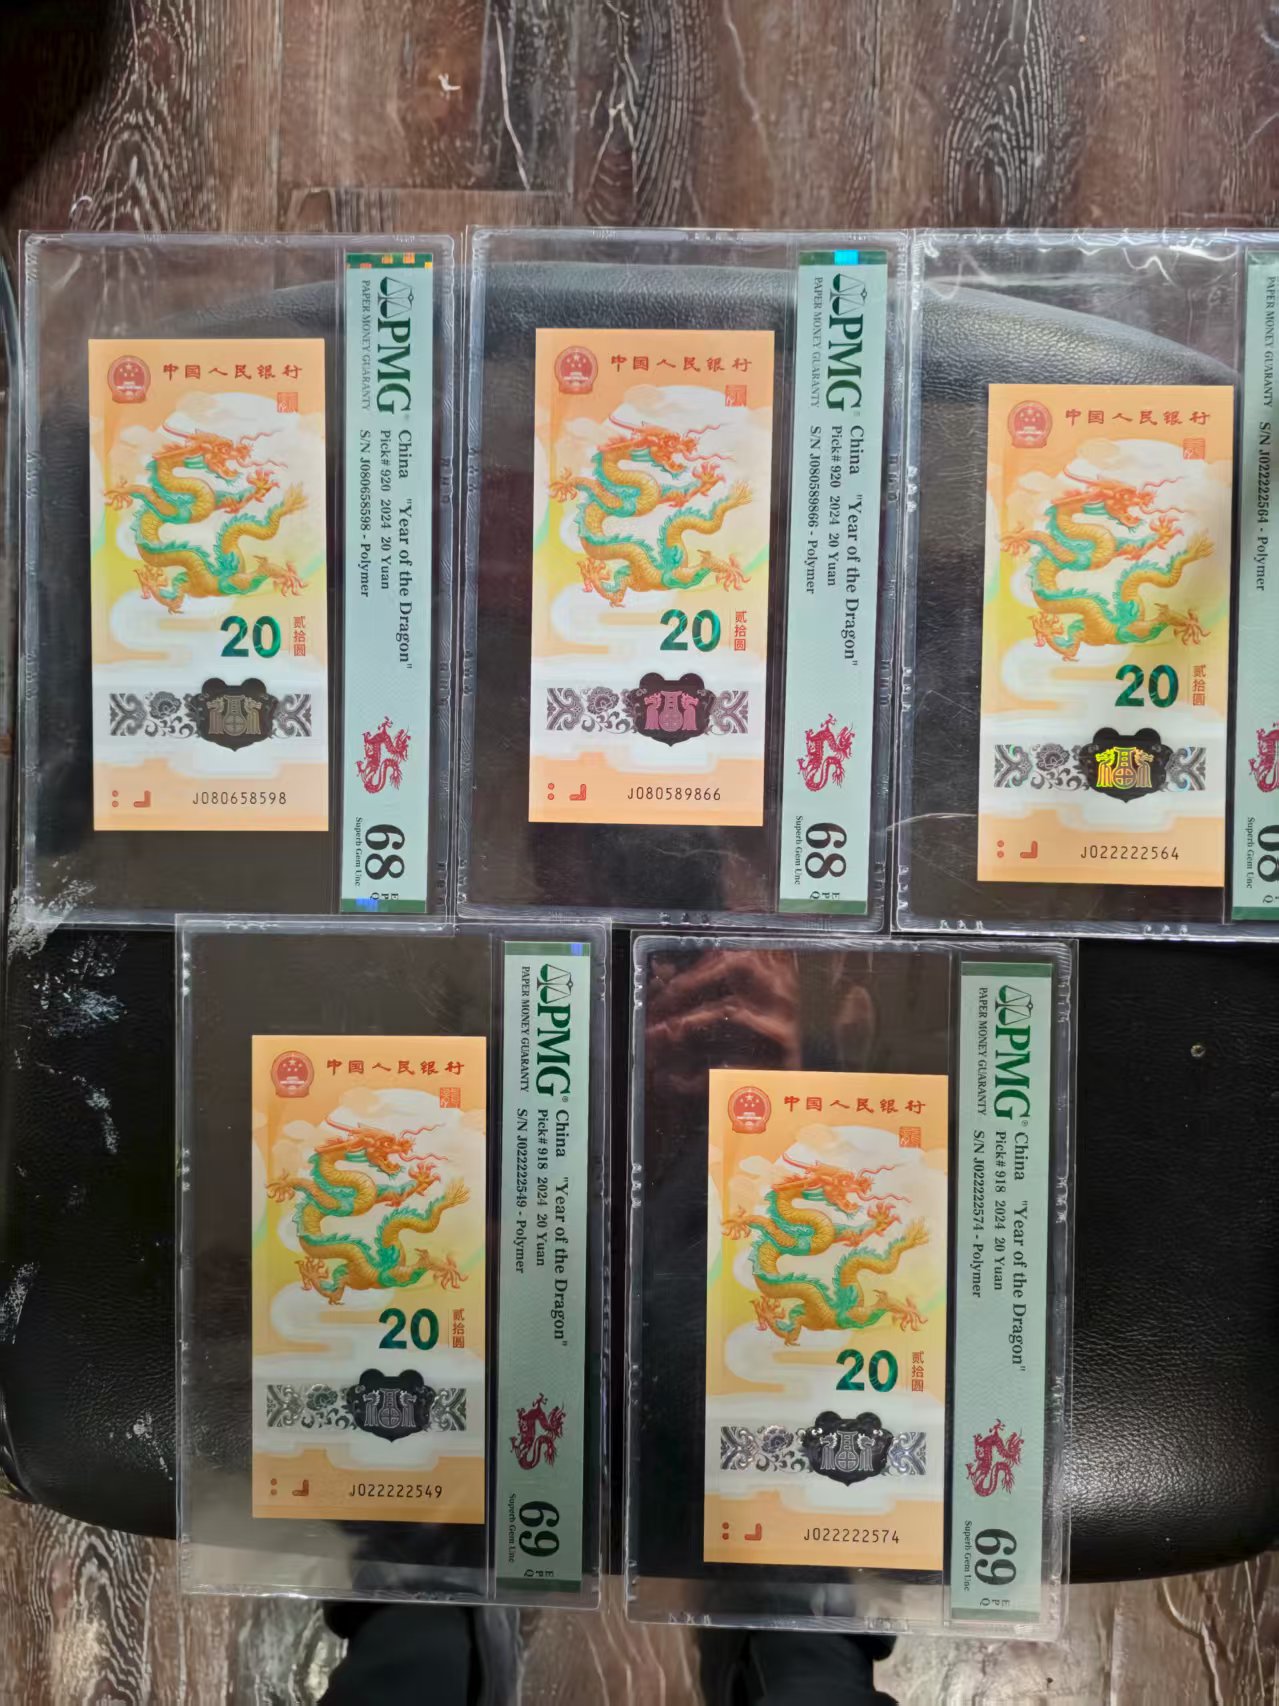 中国人民银行
20
贰拾圆
J080658598
PMG®
PAPER MONEY GUARANTY
China "Year of the Dragon"
Pick# 920 2024 20 Yuan
S/N J080658598 - Polymer
68
EPQ
Superb Gem Unc
中国人民银行
20
贰拾圆
J080589866
PMG®
PAPER MONEY GUARANTY
China "Year of the Dragon"
Pick# 920 2024 20 Yuan
S/N J080589866 - Polymer
68
EPQ
Superb Gem Unc
中国人民银行
20
贰拾圆
J022222564
PAPER MONEY GUARANTY
S/N J022222564 - Polymer
68
EPQ
Superb Gem Unc
中国人民银行
20
贰拾圆
J022222549
PMG®
PAPER MONEY GUARANTY
China "Year of the Dragon"
Pick# 918 2024 20 Yuan
S/N J022222549 - Polymer
69
EPQ
Superb Gem Unc
中国人民银行
20
贰拾圆
J022222574
PMG®
PAPER MONEY GUARANTY
China "Year of the Dragon"
Pick# 918 2024 20 Yuan
S/N J022222574 - Polymer
69
EPQ
Superb Gem Unc